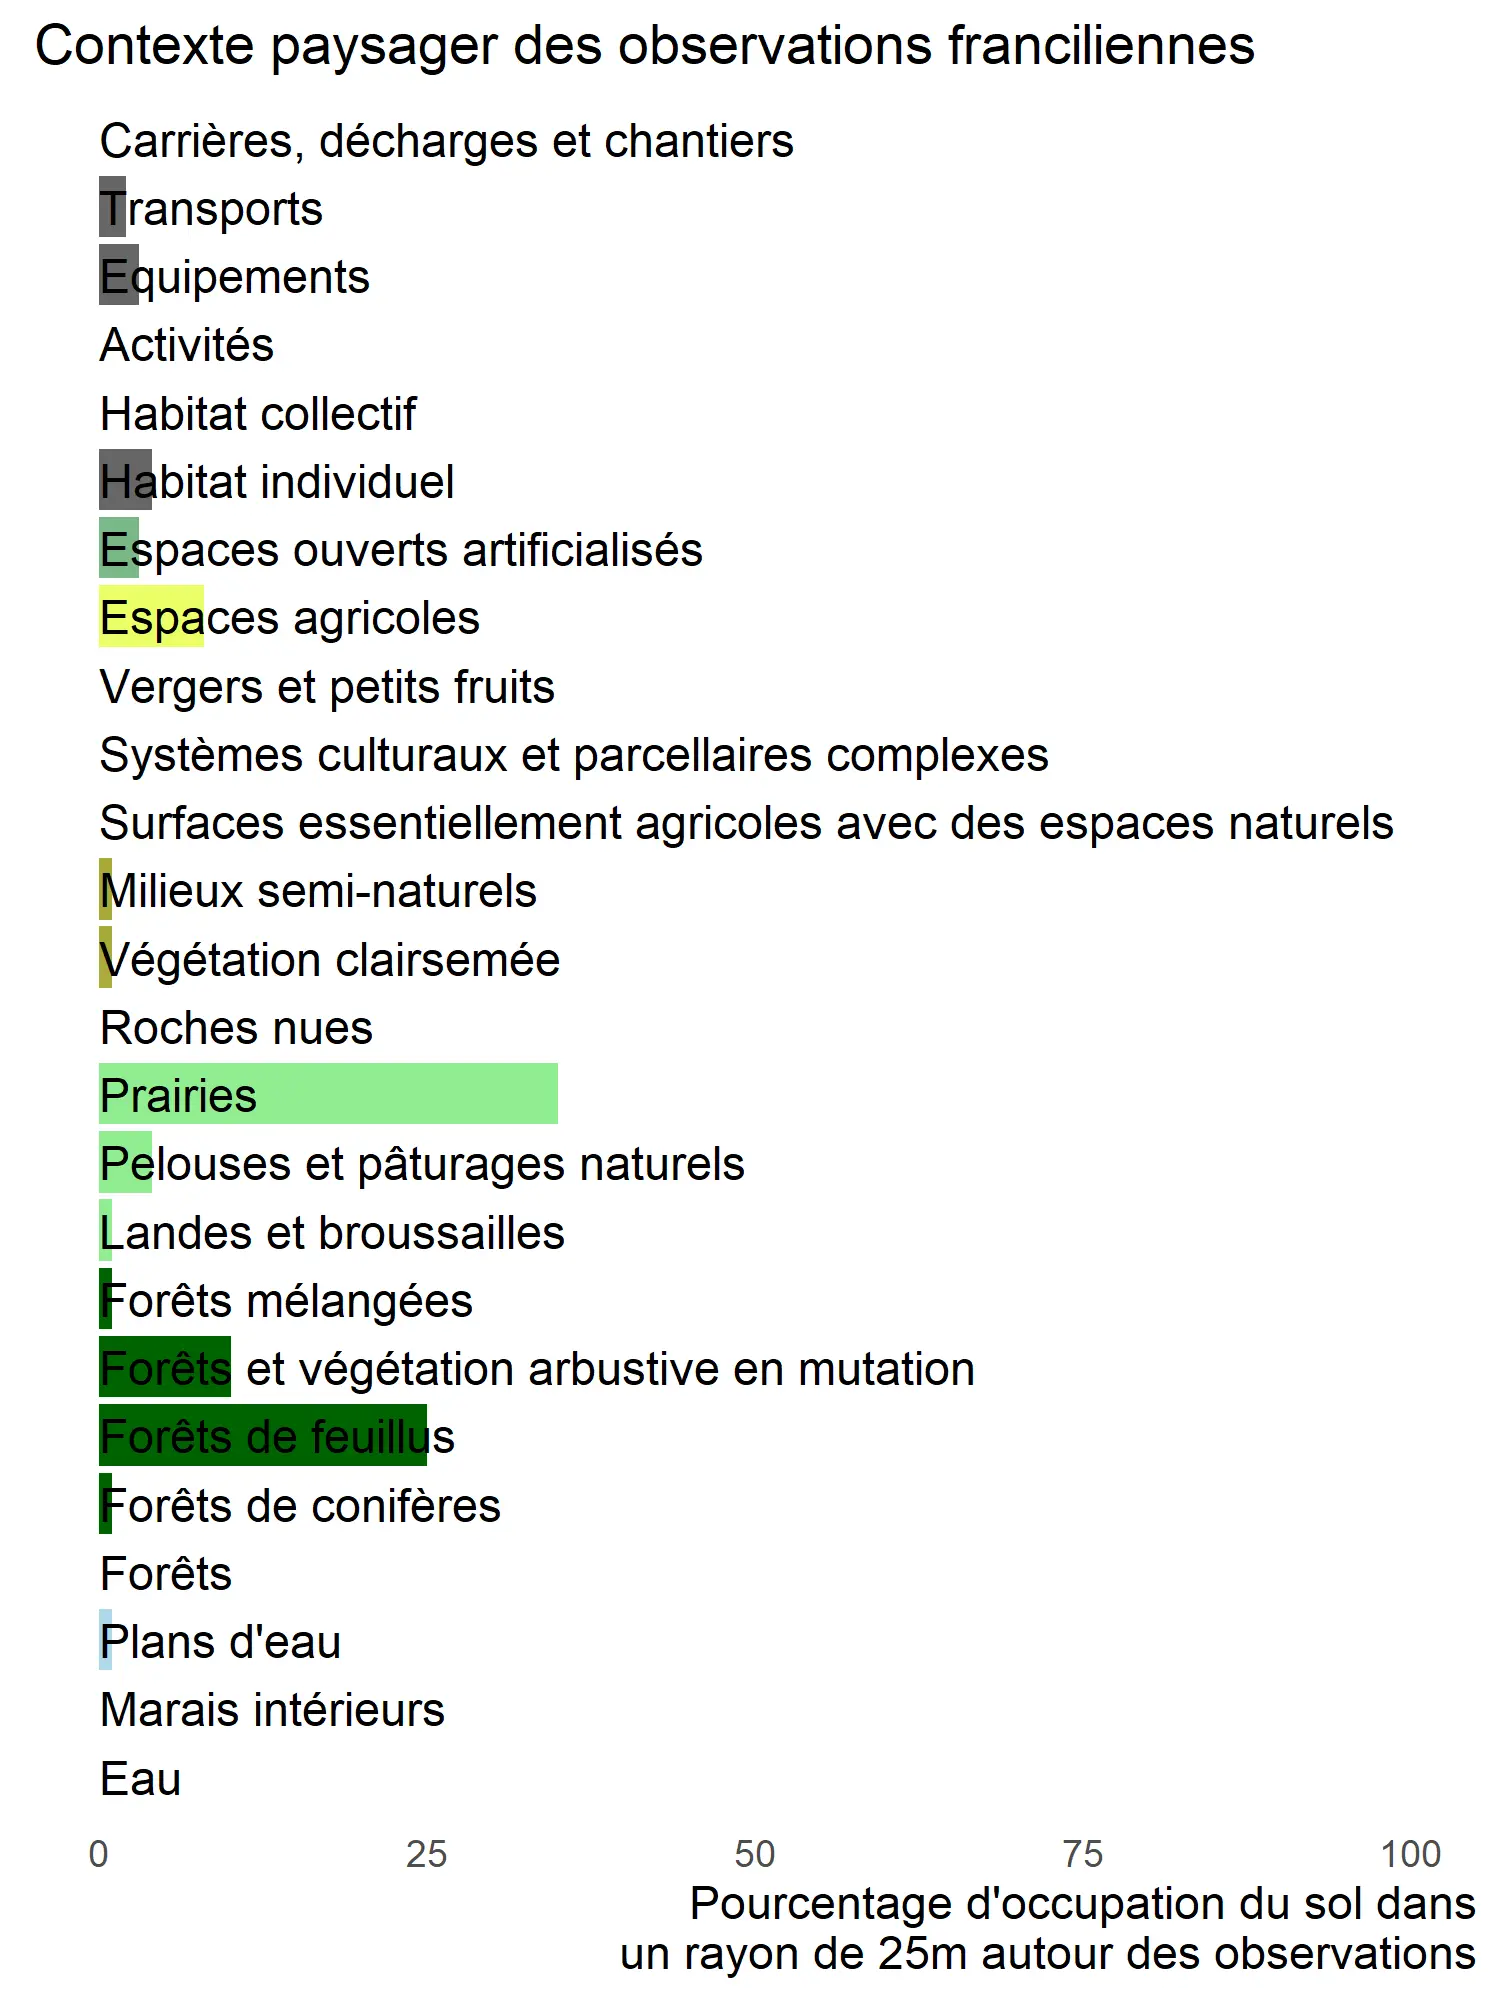 Contexte paysager des observations franciliennes
Carrières, décharges et chantiers
Transports
Equipements
Activités
Habitat collectif
Habitat individuel
Espaces ouverts artificialisés
Espaces agricoles
Vergers et petits fruits
Systèmes culturaux et parcellaires complexes
Surfaces essentiellement agricoles avec des espaces naturels
Milieux semi-naturels
Végétation clairsemée
Roches nues
Prairies
Pelouses et pâturages naturels
Landes et broussailles
Forêts mélangées
Forêts et végétation arbustive en mutation
Forêts de feuillus
Forêts de conifères
Forêts
Plans d'eau
Marais intérieurs
Eau
0 25 50 75 100
Pourcentage d'occupation du sol dans
un rayon de 25m autour des observations